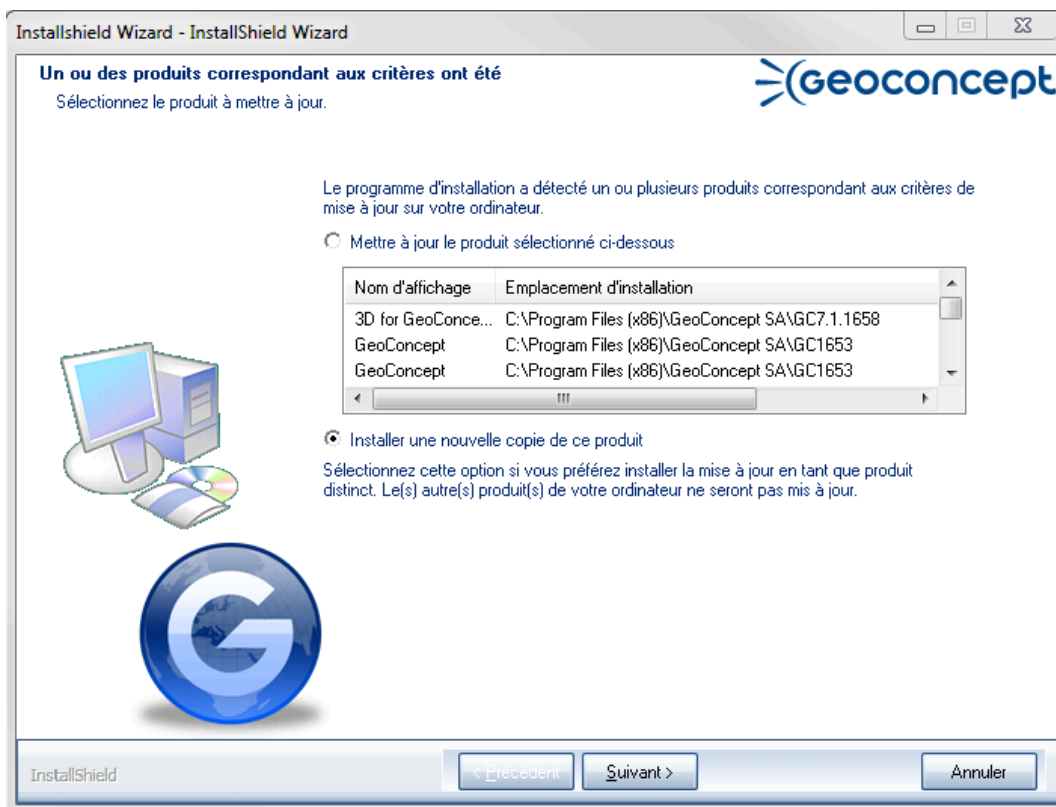 Installshield Wizard - InstallShield Wizard
Un ou des produits correspondant aux critères ont été
Sélectionnez le produit à mettre à jour.
Geoconcept
Le programme d'installation a détecté un ou plusieurs produits correspondant aux critères de
mise à jour sur votre ordinateur.
Mettre à jour le produit sélectionné ci-dessous
Nom d'affichage Emplacement d'installation
3D for GeoConce... C:\Program Files (x86)\GeoConcept SA\GC7.1.1658
GeoConcept C:\Program Files (x86)\GeoConcept SA\GC1653
GeoConcept C:\Program Files (x86)\GeoConcept SA\GC1653
Installer une nouvelle copie de ce produit
Sélectionnez cette option si vous préférez installer la mise à jour en tant que produit
distinct. Le(s) autre(s) produit(s) de votre ordinateur ne seront pas mis à jour.
G
InstallShield
< Précédent Suivant > Annuler